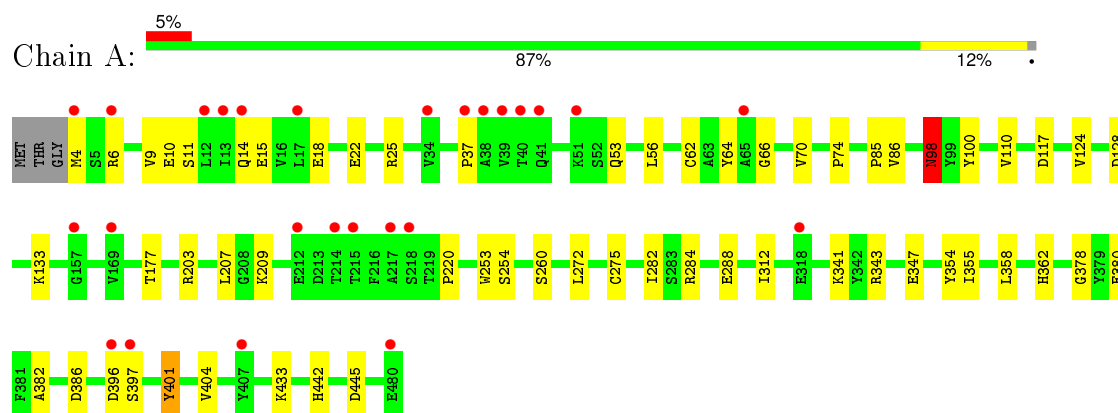 5%
Chain A:
87% 12% •
MET THR GLY M4 S5 R6 V9 E10 S11 L12 I13 Q14 E15 V16 L17 E18 E22 R25 V34 P37 A38 V39 T40 Q41 K51 S52 Q53 L56 C62 A63 Y64 A65 G66 V70 P74 P85 V86 N98 Y99 Y100 V110 D117 V124 D128
K133 G157 V169 T177 R203 L207 G208 K209 E212 D213 T214 T215 F216 A217 S218 T219 P220 W253 S254 S260 L272 C275 I282 S283 R284 E288 I312 E318 K341 Y342 R343 E347 Y354 I355 L358 H362 G378 Y379 E380
F381 A382 D386 D396 S397 Y401 V404 Y407 K433 H442 D445 E480